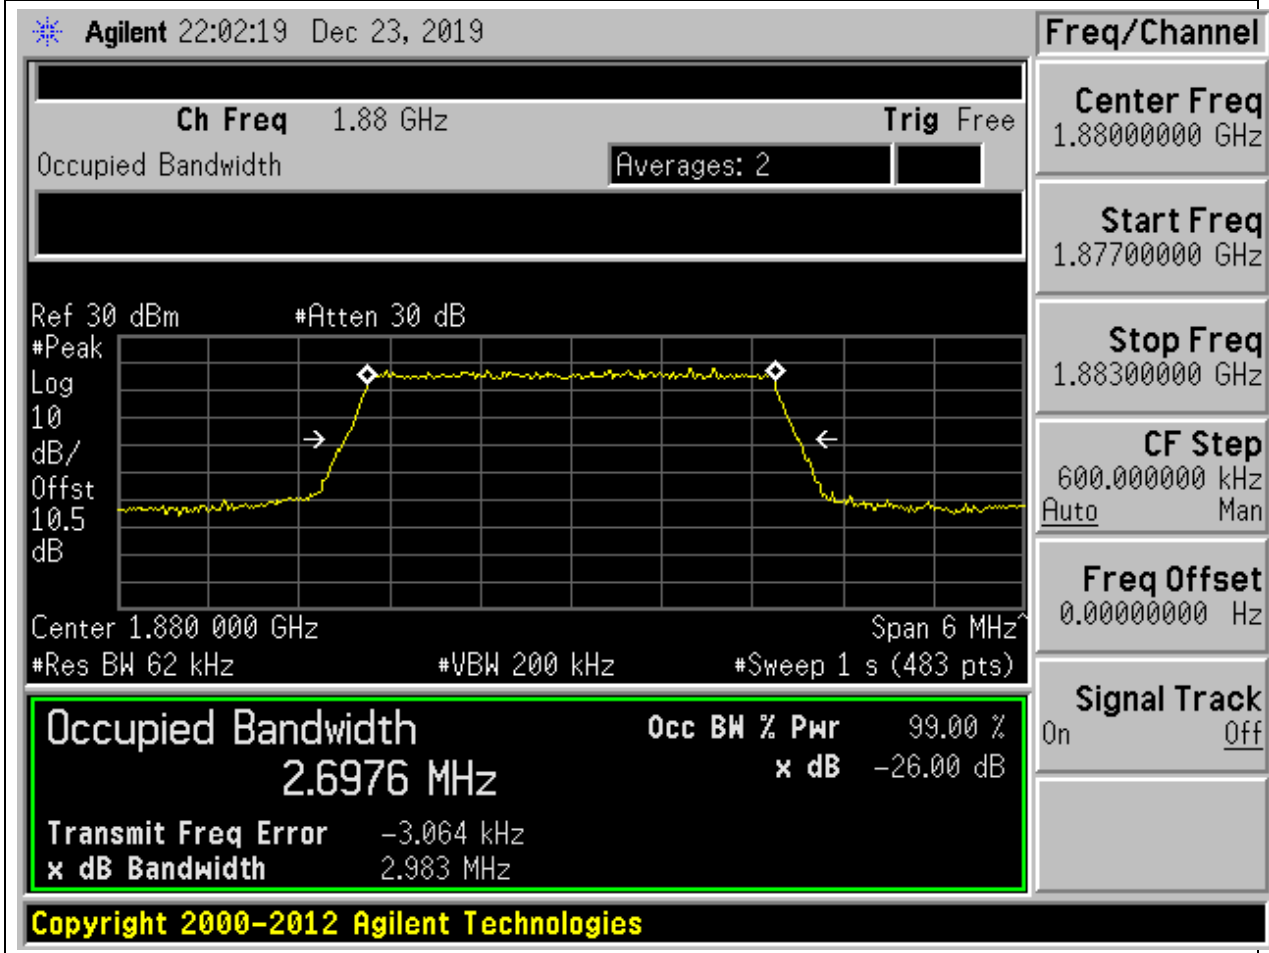 Agilent 22:02:19 Dec 23, 2019
Freq/Channel
Ch Freq 1.88 GHz
Trig Free
Occupied Bandwidth
Averages: 2
Center Freq
1.88000000 GHz
Start Freq
1.87700000 GHz
Stop Freq
1.88300000 GHz
CF Step
600.000000 kHz
Auto Man
Freq Offset
0.00000000 Hz
Signal Track
On Off
Ref 30 dBm #Atten 30 dB
#Peak
Log
10
dB/
Offst
10.5
dB
Center 1.880 000 GHz Span 6 MHz^
#Res BW 62 kHz #VBW 200 kHz #Sweep 1 s (483 pts)
Occupied Bandwidth
2.6976 MHz
Occ BW % Pwr 99.00 %
x dB -26.00 dB
Transmit Freq Error -3.064 kHz
x dB Bandwidth 2.983 MHz
Copyright 2000-2012 Agilent Technologies